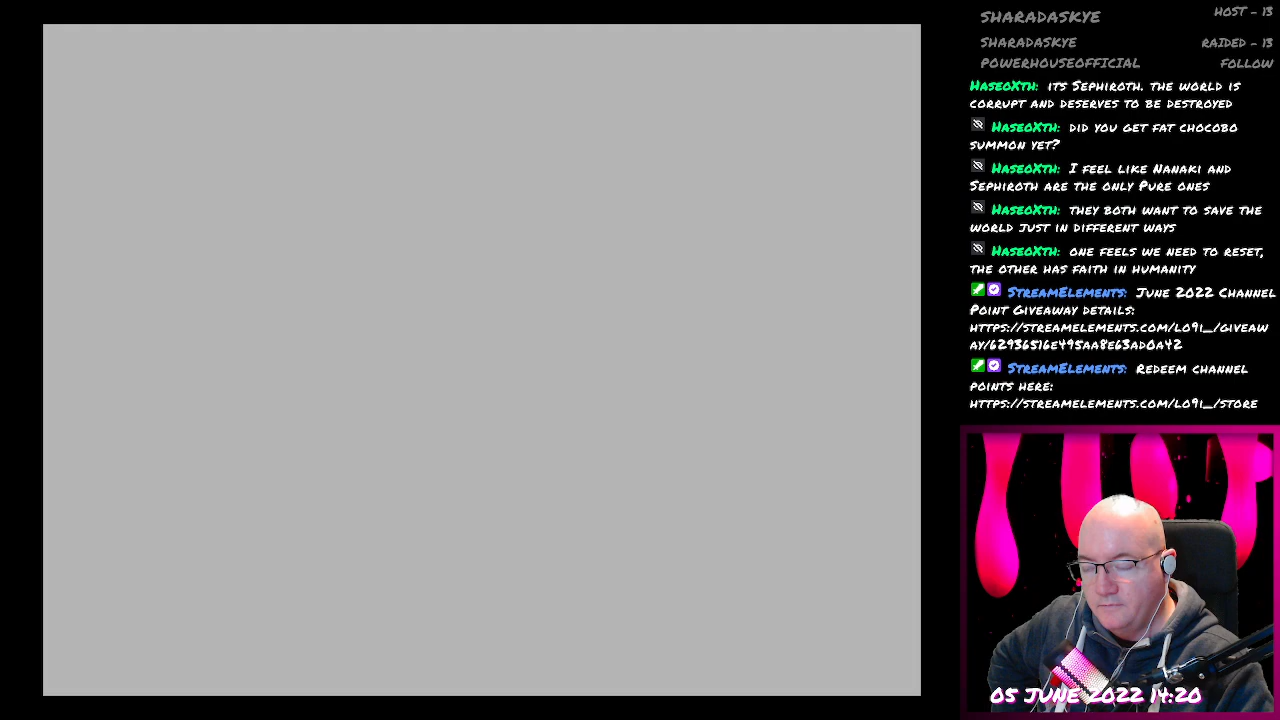 SHARADASKYE HOST - 13
SHARADASKYE RAIDED - 13
POWERHOUSEOFFICIAL FOLLOW
HASEOXTH: ITS SEPHIROTH. THE WORLD IS
CORRUPT AND DESERVES TO BE DESTROYED
HASEOXTH: DID YOU GET FAT CHOCOBO
SUMMON YET?
HASEOXTH: I FEEL LIKE NANAKI AND
SEPHIROTH ARE THE ONLY PURE ONES
HASEOXTH: THEY BOTH WANT TO SAVE THE
WORLD JUST IN DIFFERENT WAYS
HASEOXTH: ONE FEELS WE NEED TO RESET,
THE OTHER HAS FAITH IN HUMANITY
STREAMELEMENTS: JUNE 2022 CHANNEL
POINT GIVEAWAY DETAILS:
HTTPS://STREAMELEMENTS.COM/LO9I_/GIVEAW
AY/62936516E495AA8E63AD0A42
STREAMELEMENTS: REDEEM CHANNEL
POINTS HERE:
HTTPS://STREAMELEMENTS.COM/LO9I_/STORE
05 JUNE 2022 14:20